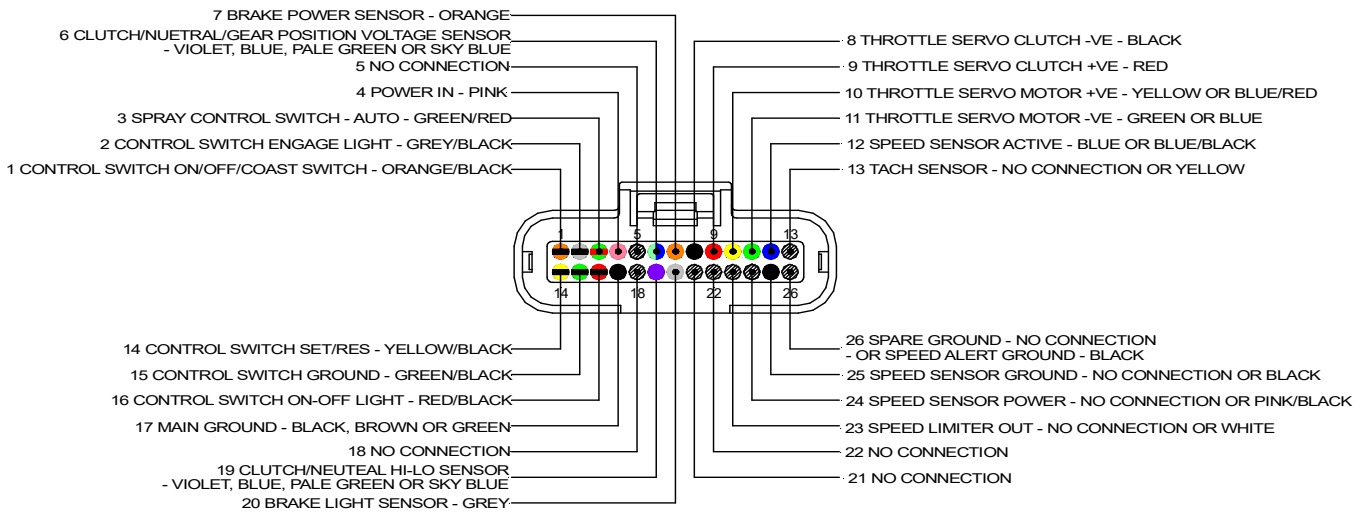 7 BRAKE POWER SENSOR - ORANGE
6 CLUTCH/NUETRAL/GEAR POSITION VOLTAGE SENSOR
- VIOLET, BLUE, PALE GREEN OR SKY BLUE
5 NO CONNECTION
4 POWER IN - PINK
3 SPRAY CONTROL SWITCH - AUTO - GREEN/RED
2 CONTROL SWITCH ENGAGE LIGHT - GREY/BLACK
1 CONTROL SWITCH ON/OFF/COAST SWITCH - ORANGE/BLACK
8 THROTTLE SERVO CLUTCH -VE - BLACK
9 THROTTLE SERVO CLUTCH +VE - RED
10 THROTTLE SERVO MOTOR +VE - YELLOW OR BLUE/RED
11 THROTTLE SERVO MOTOR -VE - GREEN OR BLUE
12 SPEED SENSOR ACTIVE - BLUE OR BLUE/BLACK
13 TACH SENSOR - NO CONNECTION OR YELLOW
1 5 9 13
14 18 22 26
14 CONTROL SWITCH SET/RES - YELLOW/BLACK
15 CONTROL SWITCH GROUND - GREEN/BLACK
16 CONTROL SWITCH ON-OFF LIGHT - RED/BLACK
17 MAIN GROUND - BLACK, BROWN OR GREEN
18 NO CONNECTION
19 CLUTCH/NEUTEAL HI-LO SENSOR
- VIOLET, BLUE, PALE GREEN OR SKY BLUE
20 BRAKE LIGHT SENSOR - GREY
26 SPARE GROUND - NO CONNECTION
- OR SPEED ALERT GROUND - BLACK
25 SPEED SENSOR GROUND - NO CONNECTION OR BLACK
24 SPEED SENSOR POWER - NO CONNECTION OR PINK/BLACK
23 SPEED LIMITER OUT - NO CONNECTION OR WHITE
22 NO CONNECTION
21 NO CONNECTION